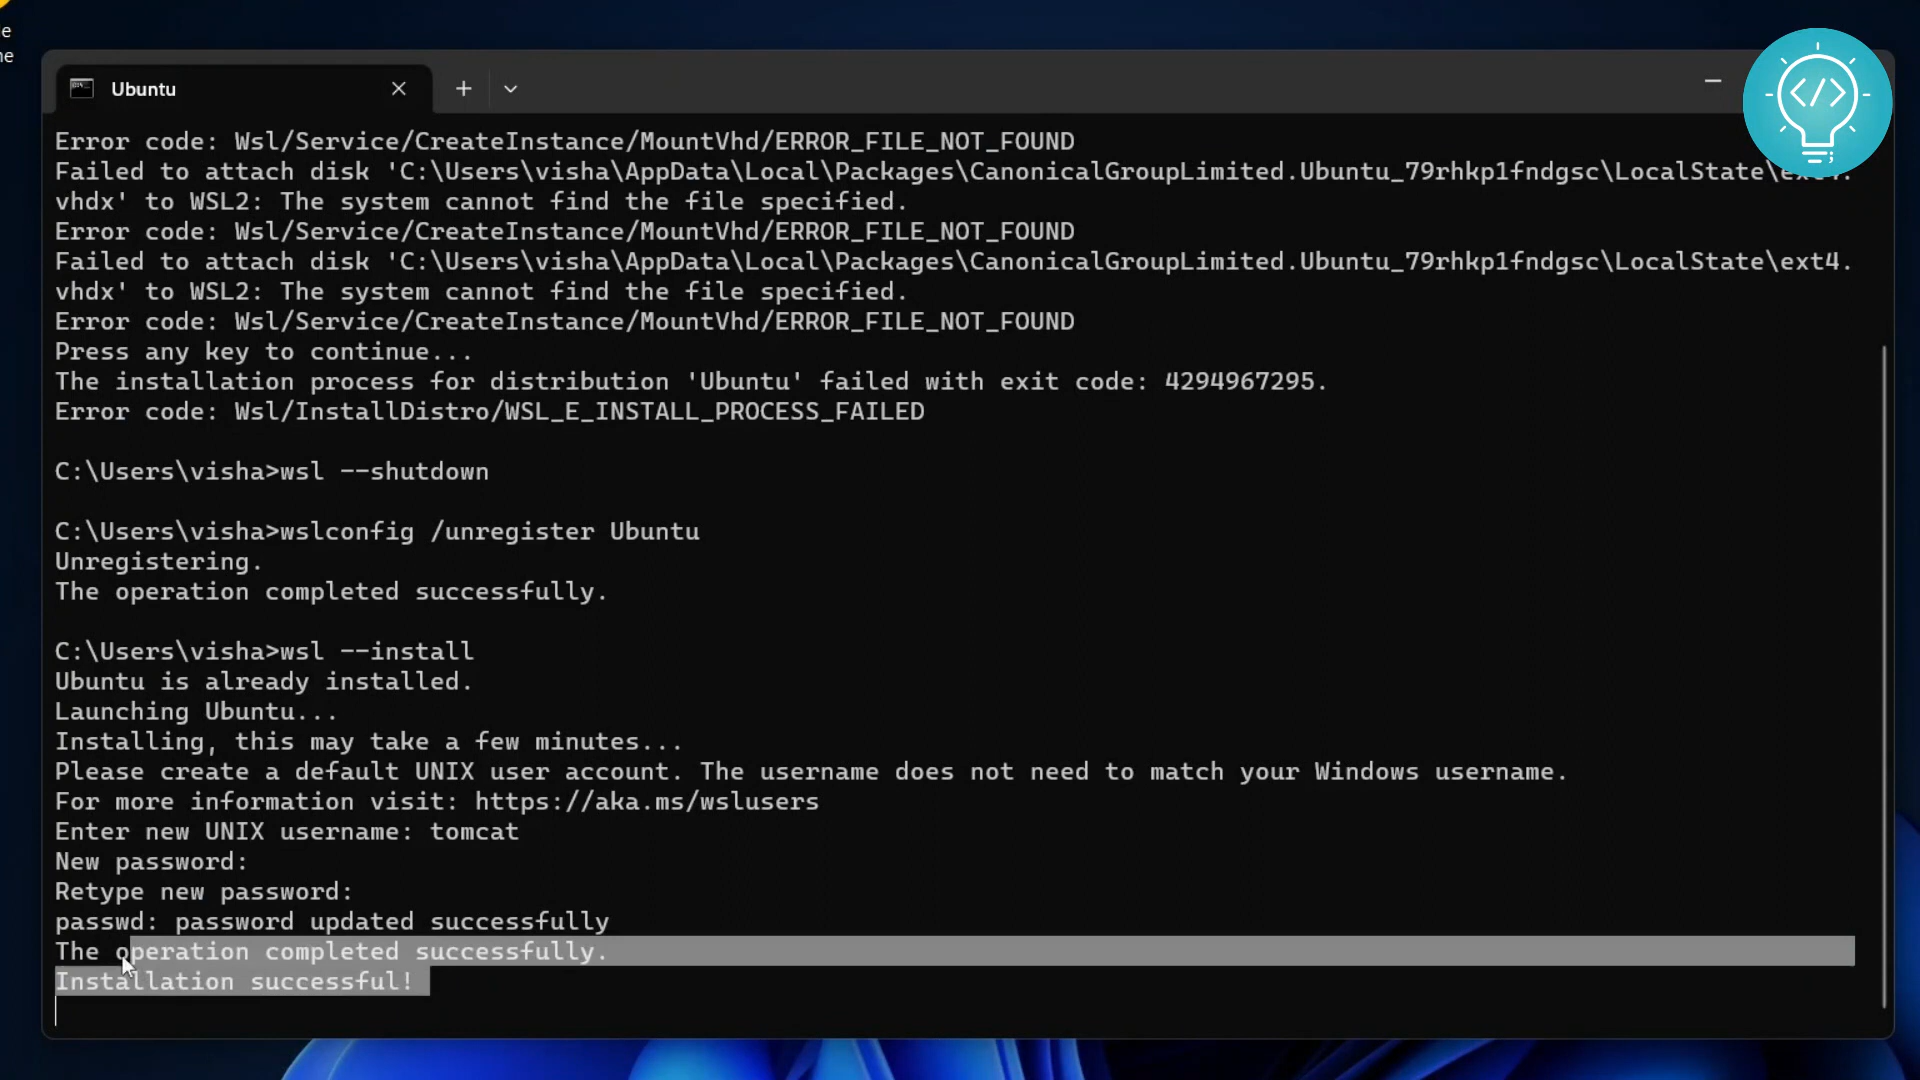 e
ne
Ubuntu
Error code: Wsl/Service/CreateInstance/MountVhd/ERROR_FILE_NOT_FOUND
Failed to attach disk 'C:\Users\visha\AppData\Local\Packages\CanonicalGroupLimited.Ubuntu_79rhkp1fndgsc\LocalState\ext4.
vhdx' to WSL2: The system cannot find the file specified.
Error code: Wsl/Service/CreateInstance/MountVhd/ERROR_FILE_NOT_FOUND
Failed to attach disk 'C:\Users\visha\AppData\Local\Packages\CanonicalGroupLimited.Ubuntu_79rhkp1fndgsc\LocalState\ext4.
vhdx' to WSL2: The system cannot find the file specified.
Error code: Wsl/Service/CreateInstance/MountVhd/ERROR_FILE_NOT_FOUND
Press any key to continue...
The installation process for distribution 'Ubuntu' failed with exit code: 4294967295.
Error code: Wsl/InstallDistro/WSL_E_INSTALL_PROCESS_FAILED
C:\Users\visha>wsl --shutdown
C:\Users\visha>wslconfig /unregister Ubuntu
Unregistering.
The operation completed successfully.
C:\Users\visha>wsl --install
Ubuntu is already installed.
Launching Ubuntu...
Installing, this may take a few minutes...
Please create a default UNIX user account. The username does not need to match your Windows username.
For more information visit: https://aka.ms/wslusers
Enter new UNIX username: tomcat
New password:
Retype new password:
passwd: password updated successfully
The operation completed successfully.
Installation successful!